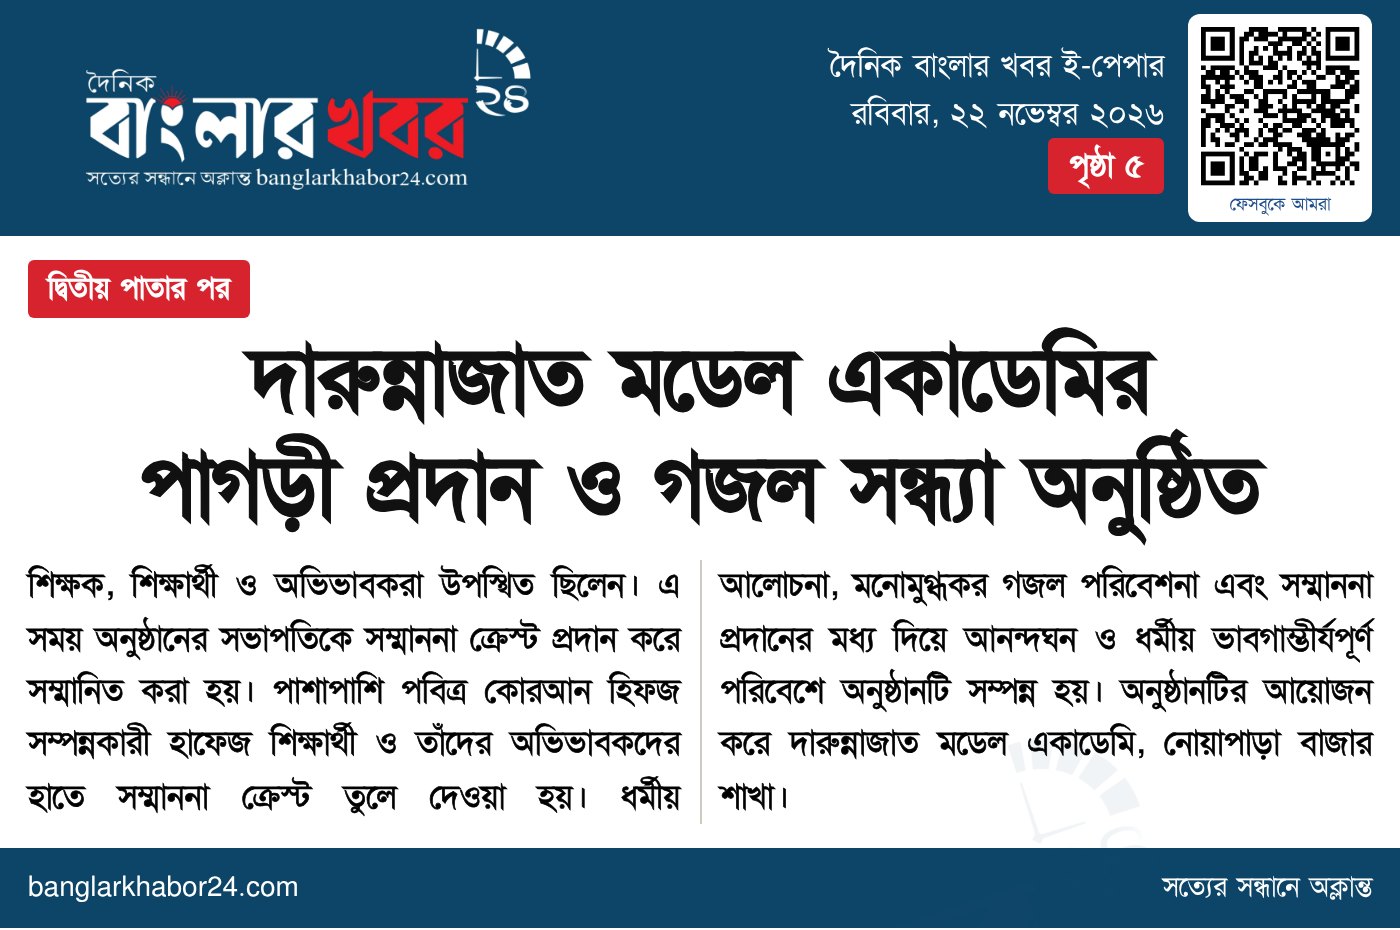 দৈনিক
বাংলার খবর ২৪
সত্যের সন্ধানে অক্লান্ত banglarkhabor24.com
দৈনিক বাংলার খবর ই-পেপার
রবিবার, ২২ নভেম্বর ২০২৬
পৃষ্ঠা ৫
ফেসবুকে আমরা
দ্বিতীয় পাতার পর
দারুন্নাজাত মডেল একাডেমির
পাগড়ী প্রদান ও গজল সন্ধ্যা অনুষ্ঠিত
শিক্ষক, শিক্ষার্থী ও অভিভাবকরা উপস্থিত ছিলেন। এ
সময় অনুষ্ঠানের সভাপতিকে সম্মাননা ক্রেস্ট প্রদান করে
সম্মানিত করা হয়। পাশাপাশি পবিত্র কোরআন হিফজ
সম্পন্নকারী হাফেজ শিক্ষার্থী ও তাঁদের অভিভাবকদের
হাতে সম্মাননা ক্রেস্ট তুলে দেওয়া হয়। ধর্মীয়
আলোচনা, মনোমুগ্ধকর গজল পরিবেশনা এবং সম্মাননা
প্রদানের মধ্য দিয়ে আনন্দঘন ও ধর্মীয় ভাবগাম্ভীর্যপূর্ণ
পরিবেশে অনুষ্ঠানটি সম্পন্ন হয়। অনুষ্ঠানটির আয়োজন
করে দারুন্নাজাত মডেল একাডেমি, নোয়াপাড়া বাজার
শাখা।
banglarkhabor24.com
সত্যের সন্ধানে অক্লান্ত